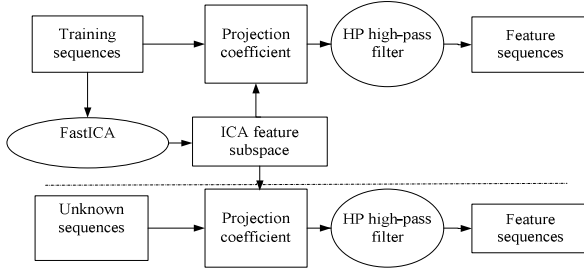 Training
sequences
Projection
coefficient
HP high-pass
filter
Feature
sequences
FastICA
ICA feature
subspace
Unknown
sequences
Projection
coefficient
HP high-pass
filter
Feature
sequences